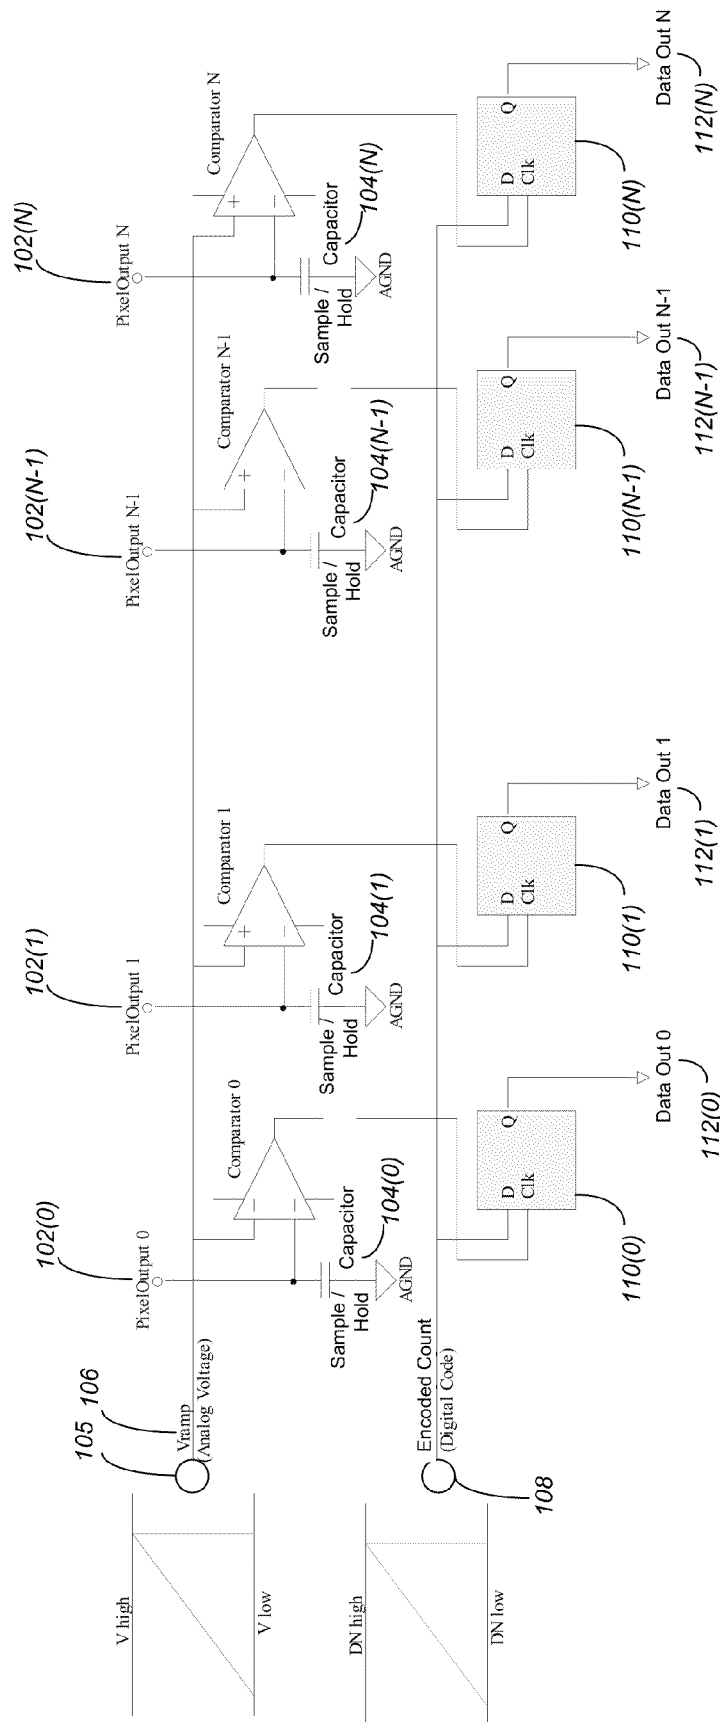 102(0)
PixelOutput 0
102(1)
PixelOutput 1
102(N-1)
PixelOutput N-1
102(N)
PixelOutput N
V high
V low
105
106
Vramp
(Analog Voltage)
Comparator 0
Comparator 1
Comparator N-1
Comparator N
+
+
+
Sample /
Hold
Capacitor
104(0)
AGND
Sample /
Hold
Capacitor
104(1)
AGND
Sample /
Hold
Capacitor
104(N-1)
AGND
Sample /
Hold
Capacitor
104(N)
AGND
DN high
DN low
108
Encoded Count
(Digital Code)
D
Clk
Q
110(0)
D
Clk
Q
110(1)
D
Clk
Q
110(N-1)
D
Clk
Q
110(N)
Data Out 0
112(0)
Data Out 1
112(1)
Data Out N-1
112(N-1)
Data Out N
112(N)